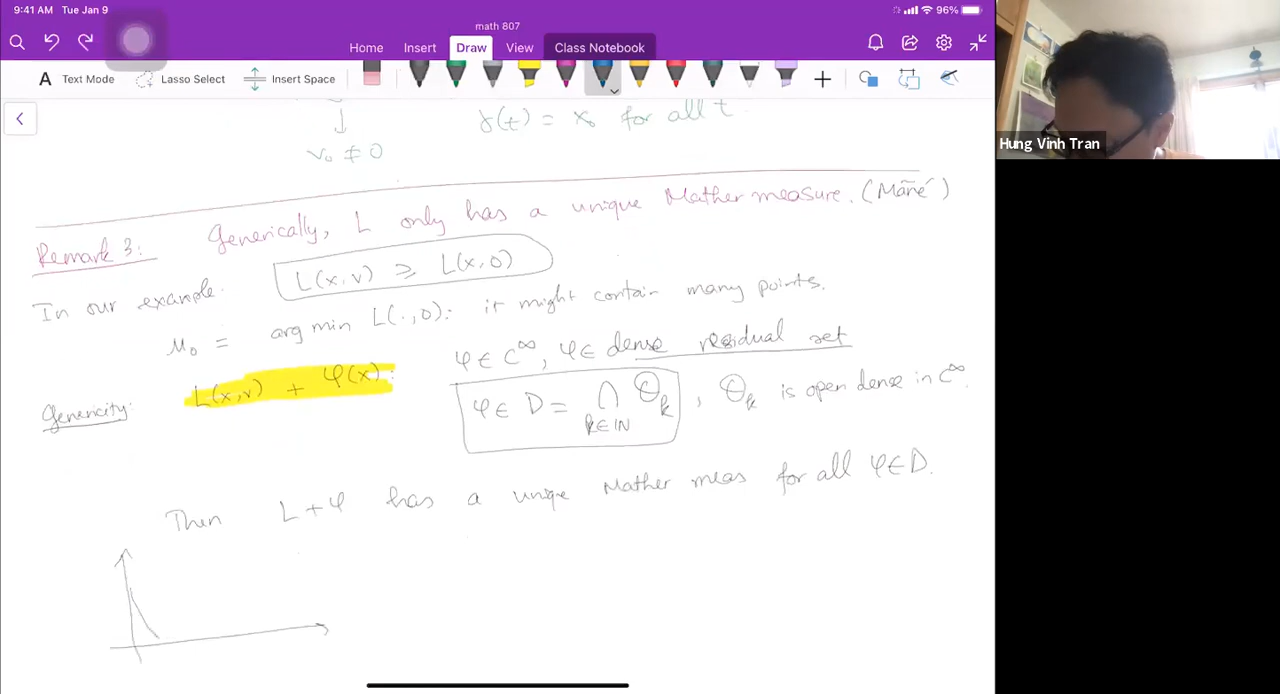 9:41 AM Tue Jan 9
96%
math 807
Home Insert Draw View Class Notebook
A Text Mode Lasso Select Insert Space
γ(t) = x₀ for all t
v₀ ≠ 0
Hung Vinh Tran
Remark 3: Generically, L only has a unique Mather measure. (Mañé)
In our example. L(x,v) ≥ L(x,0)
μ₀ = arg min L(·,0): it might contain many points.
φ ∈ C^∞, φ ∈ dense residual set
Genericity: L(x,v) + φ(x):
φ ∈ D = ∩_{k∈ℕ} O_k, O_k is open dense in C^∞.
Then L+φ has a unique Mather meas for all φ∈D.